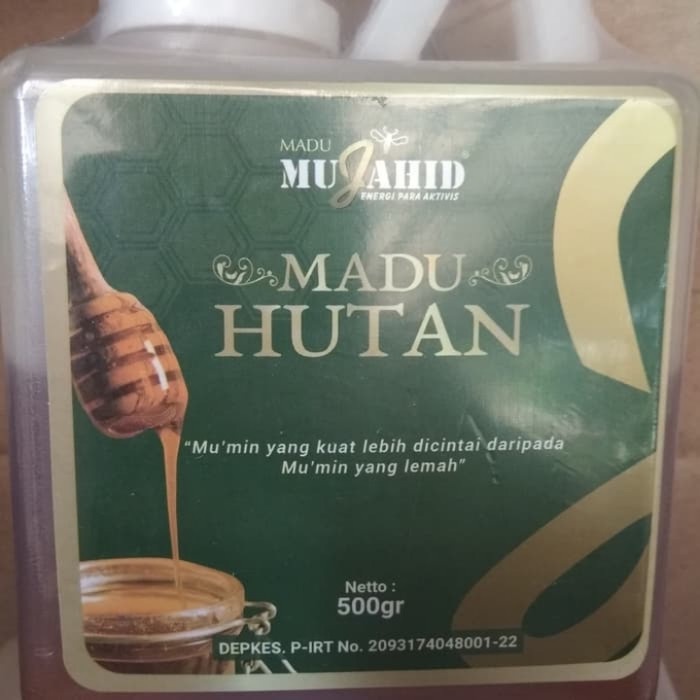 MADU
MUJAHID
ENERGI PARA AKTIVIS
MADU
HUTAN
“Mu'min yang kuat lebih dicintai daripada
Mu'min yang lemah”
Netto :
500gr
DEPKES. P-IRT No. 2093174048001-22